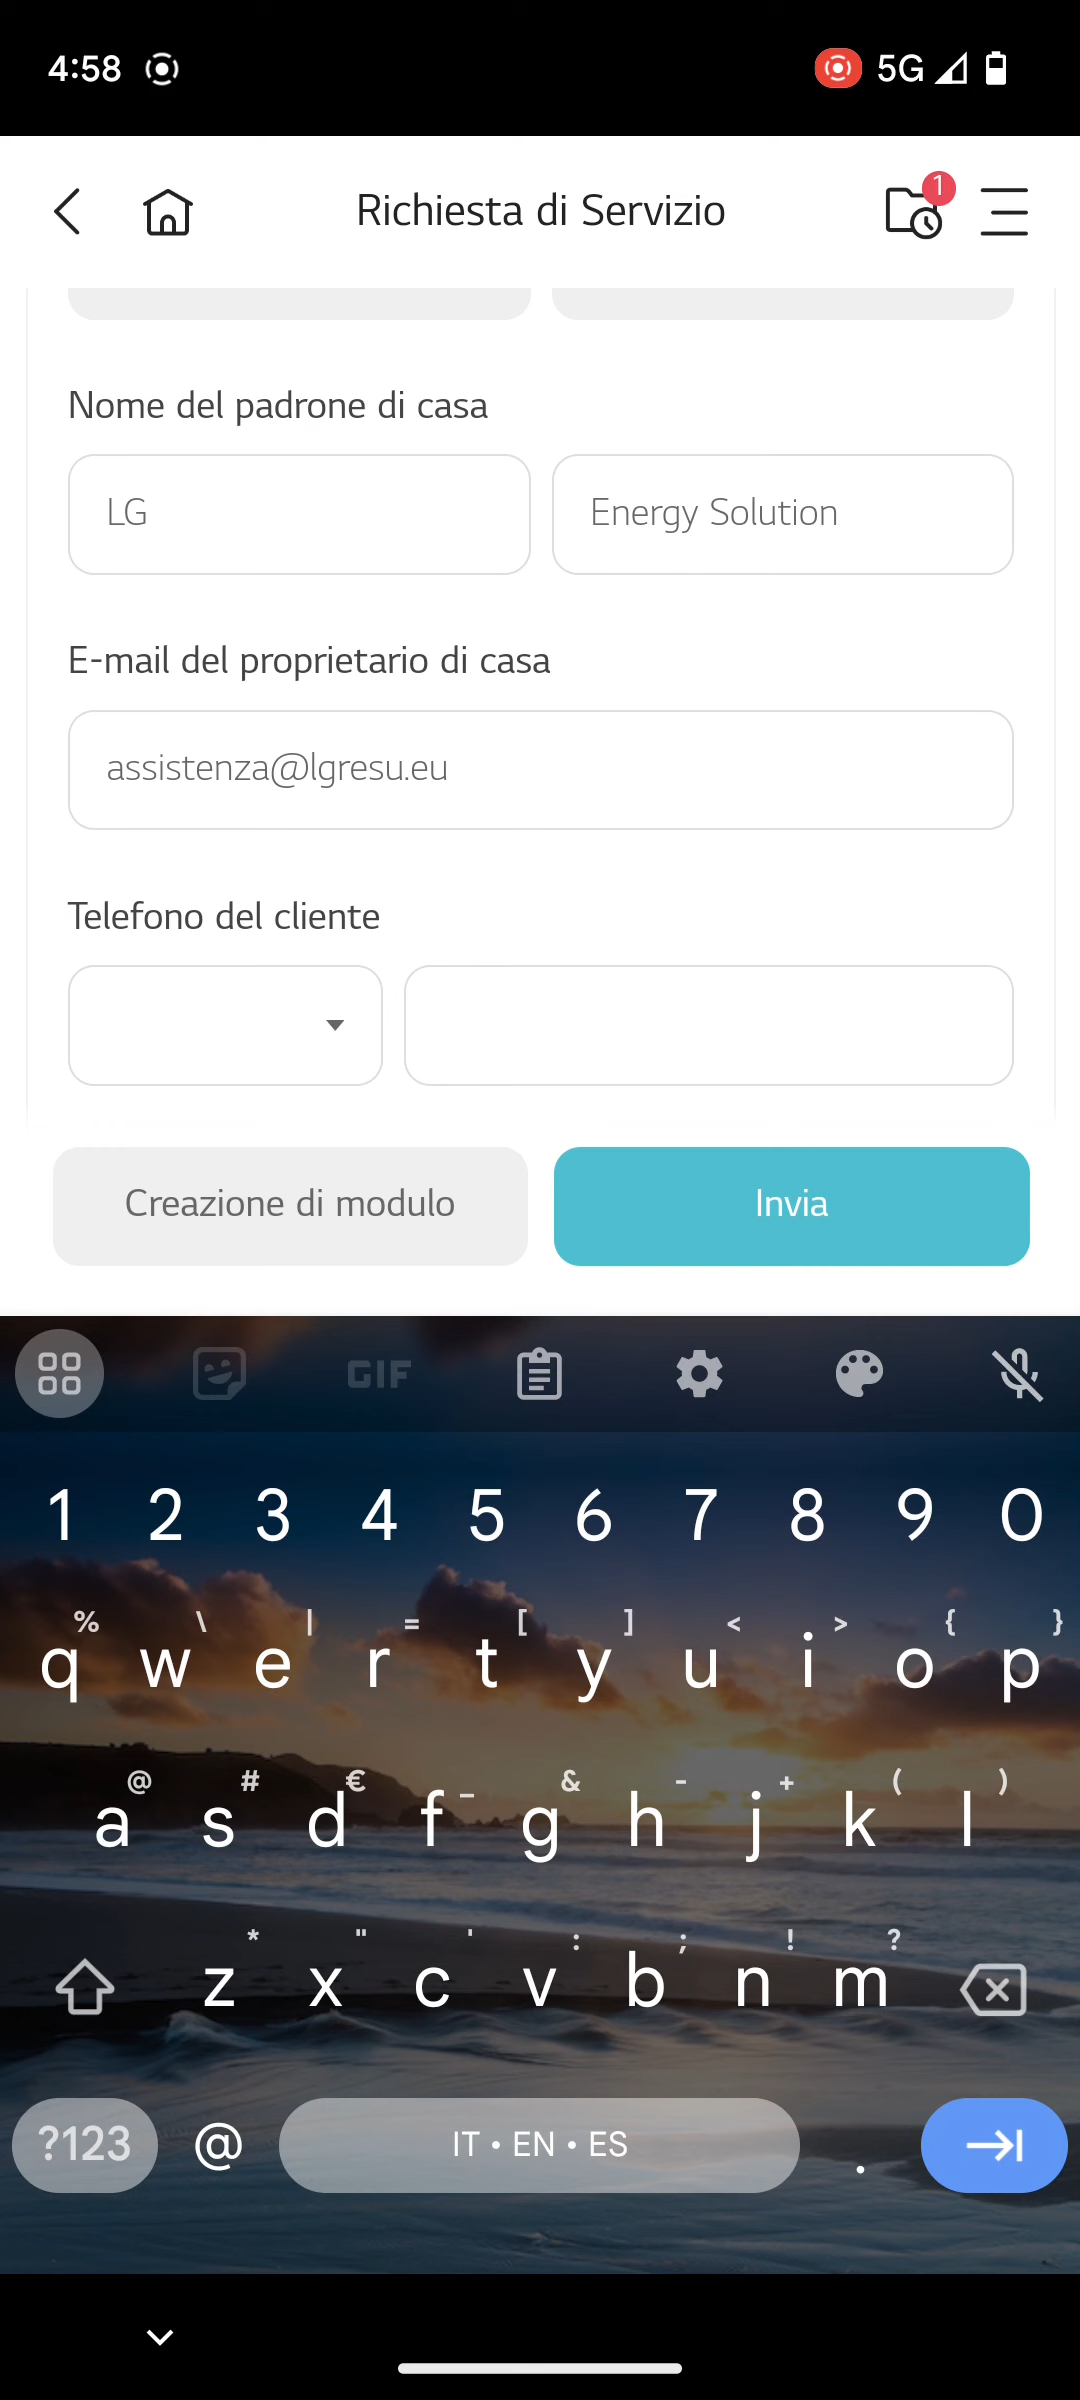 4:58 5G
Richiesta di Servizio 1
Nome del padrone di casa
LG Energy Solution
E-mail del proprietario di casa
assistenza@lgresu.eu
Telefono del cliente
Creazione di modulo Invia
GIF
1 2 3 4 5 6 7 8 9 0
% \ | = [ ] < > { }
q w e r t y u i o p
@ # € _ & - + ( )
a s d f g h j k l
* " ' : ; ! ?
z x c v b n m
?123 @ IT • EN • ES .